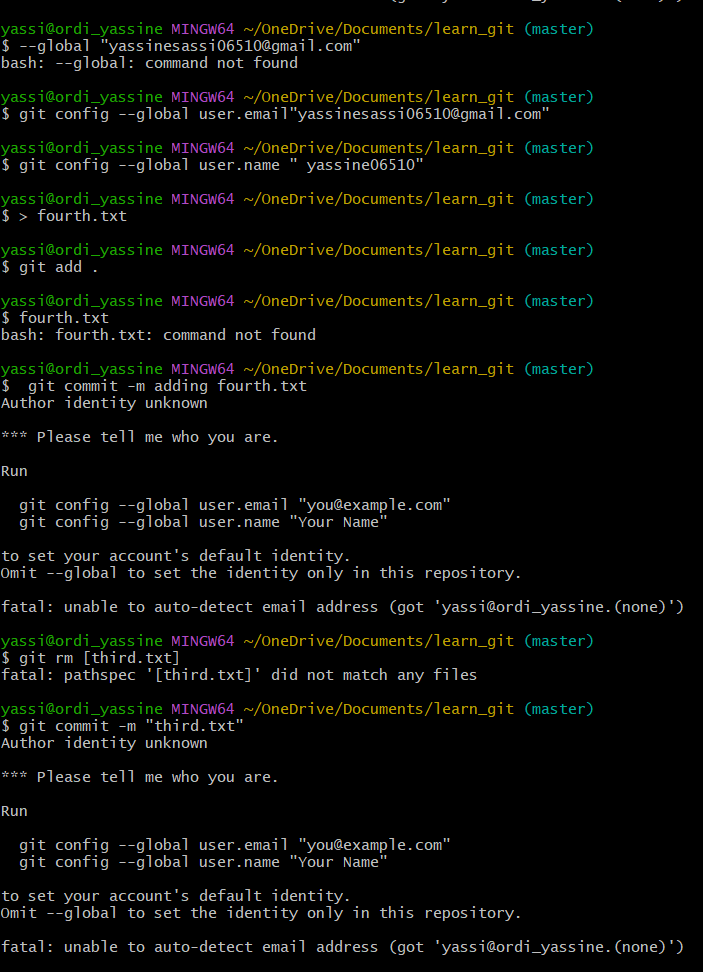 yassi@ordi_yassine MINGW64 ~/OneDrive/Documents/learn_git (master)
$ --global "yassinesassi06510@gmail.com"
bash: --global: command not found
yassi@ordi_yassine MINGW64 ~/OneDrive/Documents/learn_git (master)
$ git config --global user.email"yassinesassi06510@gmail.com"
yassi@ordi_yassine MINGW64 ~/OneDrive/Documents/learn_git (master)
$ git config --global user.name " yassine06510"
yassi@ordi_yassine MINGW64 ~/OneDrive/Documents/learn_git (master)
$ > fourth.txt
yassi@ordi_yassine MINGW64 ~/OneDrive/Documents/learn_git (master)
$ git add .
yassi@ordi_yassine MINGW64 ~/OneDrive/Documents/learn_git (master)
$ fourth.txt
bash: fourth.txt: command not found
yassi@ordi_yassine MINGW64 ~/OneDrive/Documents/learn_git (master)
$  git commit -m adding fourth.txt
Author identity unknown
*** Please tell me who you are.
Run
  git config --global user.email "you@example.com"
  git config --global user.name "Your Name"
to set your account's default identity.
Omit --global to set the identity only in this repository.
fatal: unable to auto-detect email address (got 'yassi@ordi_yassine.(none)')
yassi@ordi_yassine MINGW64 ~/OneDrive/Documents/learn_git (master)
$ git rm [third.txt]
fatal: pathspec '[third.txt]' did not match any files
yassi@ordi_yassine MINGW64 ~/OneDrive/Documents/learn_git (master)
$ git commit -m "third.txt"
Author identity unknown
*** Please tell me who you are.
Run
  git config --global user.email "you@example.com"
  git config --global user.name "Your Name"
to set your account's default identity.
Omit --global to set the identity only in this repository.
fatal: unable to auto-detect email address (got 'yassi@ordi_yassine.(none)')